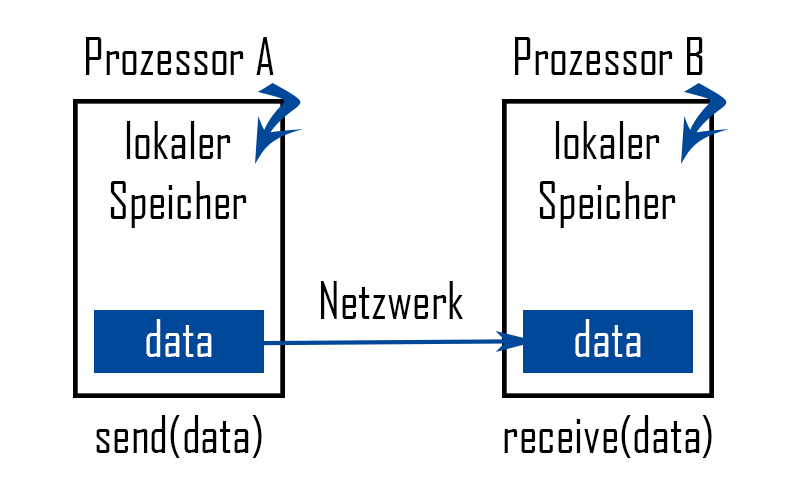 Prozessor A
lokaler
Speicher
data
send(data)
Netzwerk
Prozessor B
lokaler
Speicher
data
receive(data)